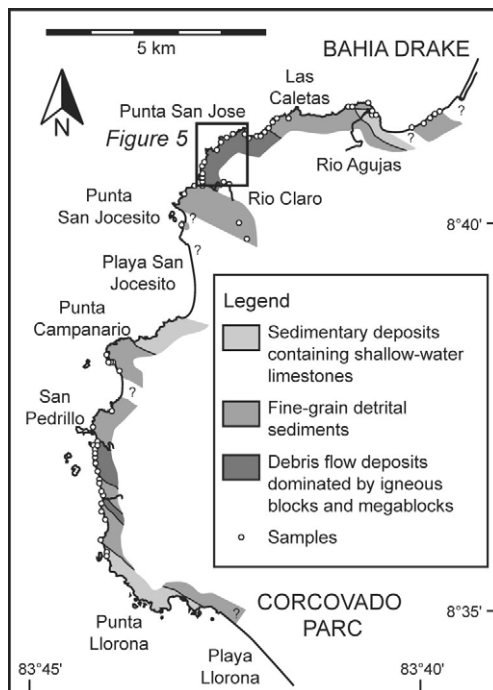 5 km
BAHIA DRAKE
Las
Caletas
Punta San Jose
Figure 5
N
Rio Agujas
?
Punta
San Jocesito
Rio Claro
?
?
8°40'
Playa San
Jocesito
Punta
Campanario
San
Pedrillo
?
Legend
Sedimentary deposits
containing shallow-water
limestones
Fine-grain detrital
sediments
Debris flow deposits
dominated by igneous
blocks and megablocks
Samples
?
CORCOVADO
PARC
8°35'
Punta
Llorona
Playa
Llorona
83°45'
83°40'